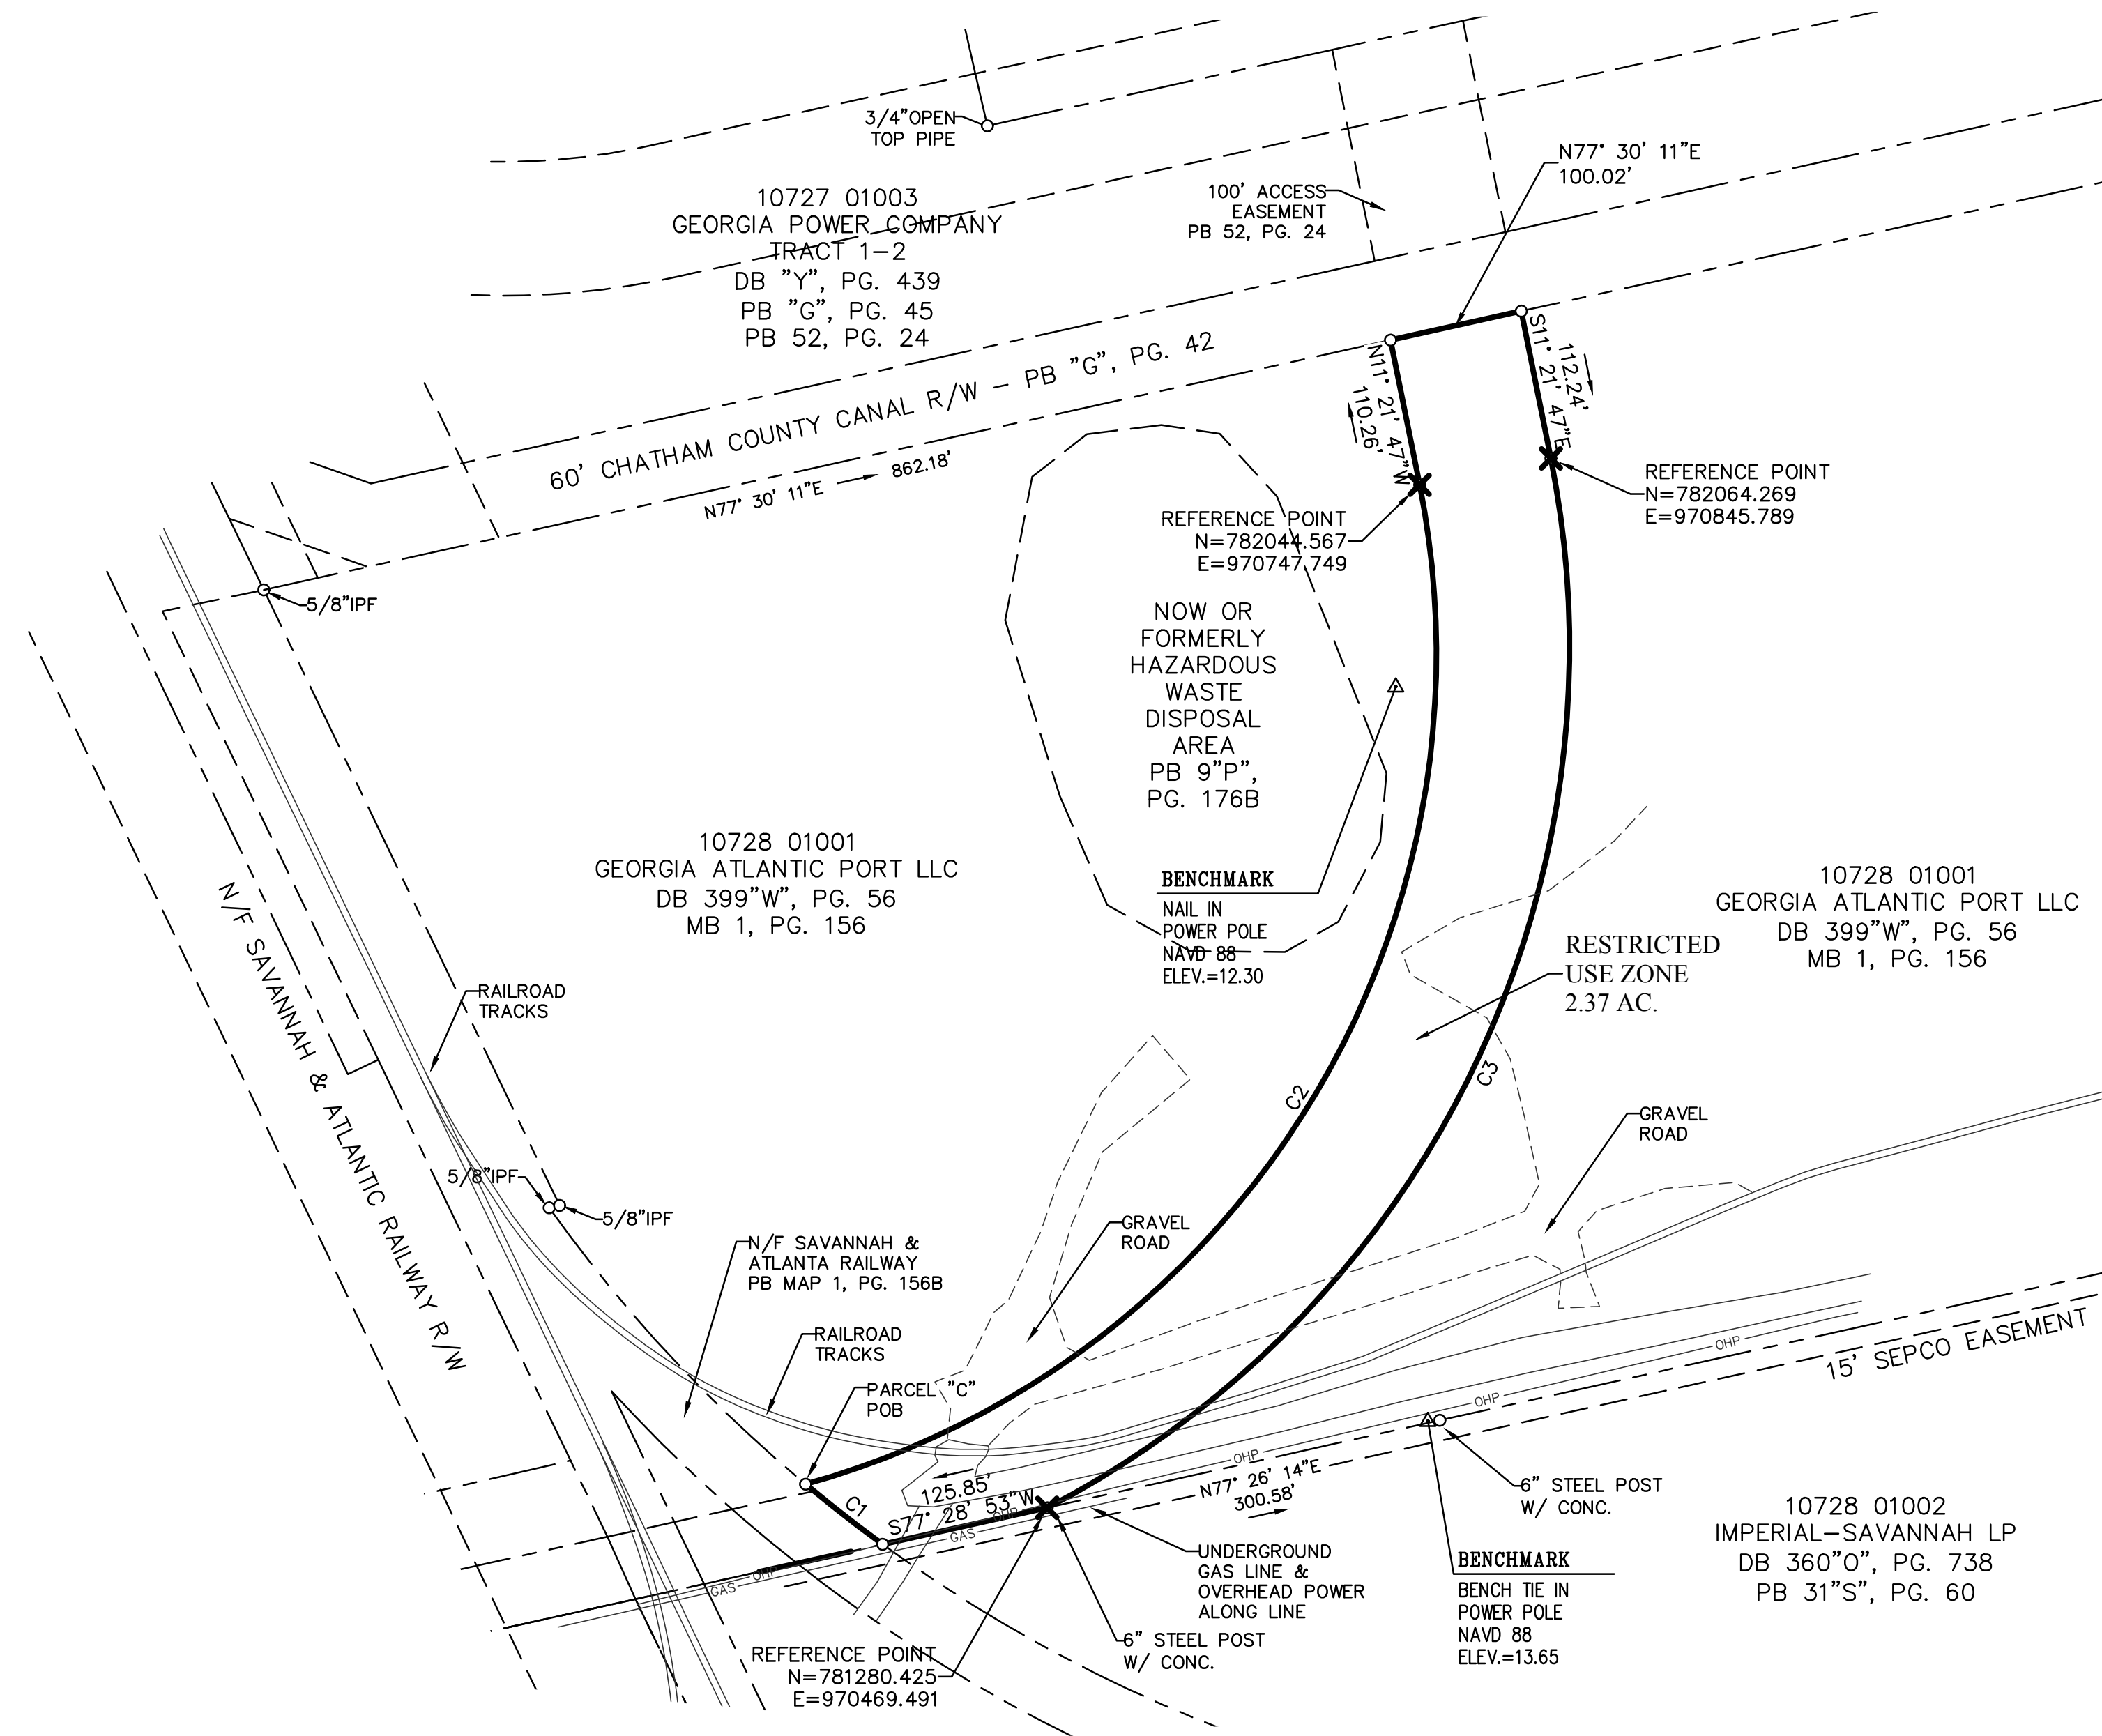 3/4"OPEN
TOP PIPE
N77° 30' 11"E
100.02'
10727 01003
GEORGIA POWER COMPANY
TRACT 1-2
DB "Y", PG. 439
PB "G", PG. 45
PB 52, PG. 24
100' ACCESS
EASEMENT
PB 52, PG. 24
60' CHATHAM COUNTY CANAL R/W - PB "G", PG. 42
N77° 30' 11"E
862.18'
N11° 21' 47"W
110.26'
S11° 21' 47"E
112.24'
REFERENCE POINT
N=782064.269
E=970845.789
REFERENCE POINT
N=782044.567
E=970747.749
5/8"IPF
NOW OR
FORMERLY
HAZARDOUS
WASTE
DISPOSAL
AREA
PB 9"P",
PG. 176B
10728 01001
GEORGIA ATLANTIC PORT LLC
DB 399"W", PG. 56
MB 1, PG. 156
BENCHMARK
NAIL IN
POWER POLE
NAVD 88
ELEV.=12.30
10728 01001
GEORGIA ATLANTIC PORT LLC
DB 399"W", PG. 56
MB 1, PG. 156
RESTRICTED
USE ZONE
2.37 AC.
N/F SAVANNAH & ATLANTIC RAILWAY R/W
RAILROAD
TRACKS
C2
C3
GRAVEL
ROAD
5/8"IPF
5/8"IPF
GRAVEL
ROAD
N/F SAVANNAH &
ATLANTA RAILWAY
PB MAP 1, PG. 156B
RAILROAD
TRACKS
PARCEL "C"
POB
OHP
15' SEPCO EASEMENT
OHP
OHP
C1
125.85'
S77° 28' 53"W
OHP
GAS
N77° 26' 14"E
300.58'
6" STEEL POST
W/ CONC.
10728 01002
IMPERIAL-SAVANNAH LP
DB 360"O", PG. 738
PB 31"S", PG. 60
OHP
GAS
UNDERGROUND
GAS LINE &
OVERHEAD POWER
ALONG LINE
BENCHMARK
BENCH TIE IN
POWER POLE
NAVD 88
ELEV.=13.65
6" STEEL POST
W/ CONC.
REFERENCE POINT
N=781280.425
E=970469.491